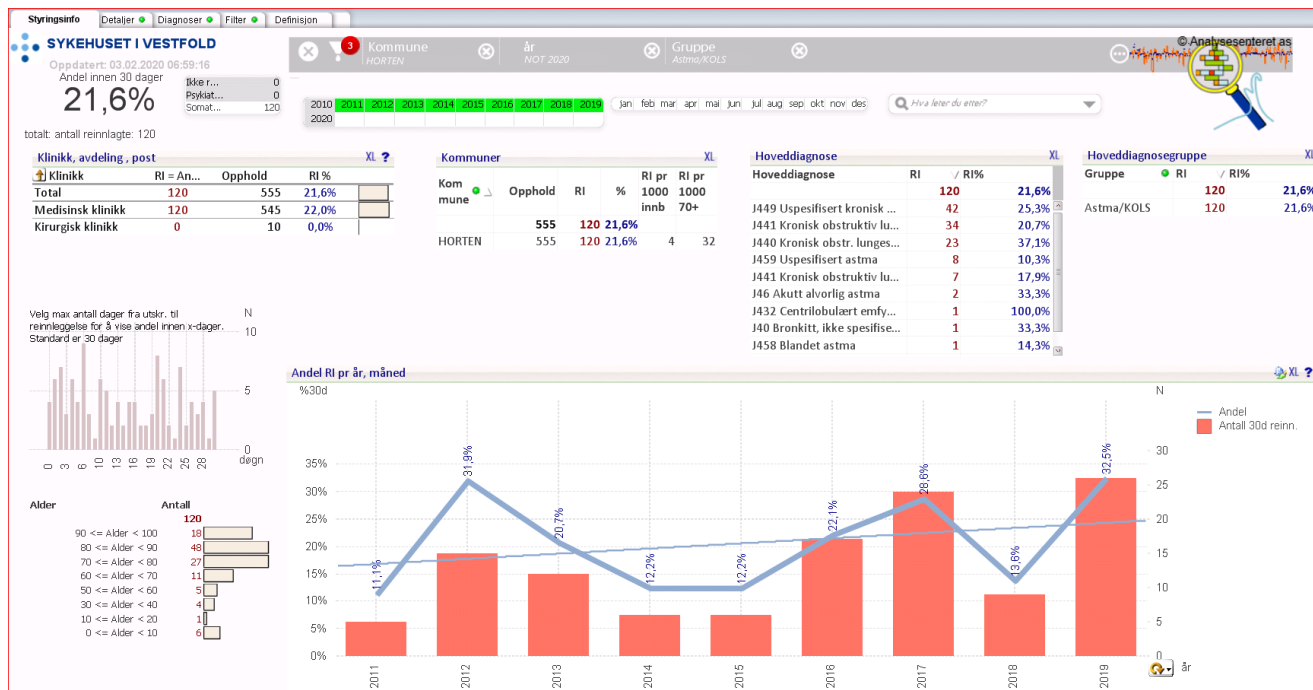 Styringsinfo Detaljer Diagnoser Filter Definisjon
SYKEHUSET I VESTFOLD
Oppdatert: 03.02.2020 06:59:16
Andel innen 30 dager
21,6%
Ikke r... 0
Psykiat... 0
Somat... 120
totalt: antall reinnlagte: 120
3 Kommune år Gruppe
HORTEN NOT 2020 Astma/KOLS
© Analysesenteret as
2010 2011 2012 2013 2014 2015 2016 2017 2018 2019
2020
jan feb mar apr mai jun jul aug sep okt nov des
Hva leter du etter?
Klinikk, avdeling , post XL ?
Klinikk RI = An... Opphold RI %
Total 120 555 21,6%
Medisinsk klinikk 120 545 22,0%
Kirurgisk klinikk 0 10 0,0%
Kommuner XL
Kom mune Opphold RI % RI pr 1000 innb RI pr 1000 70+
555 120 21,6%
HORTEN 555 120 21,6% 4 32
Hoveddiagnose XL
Hoveddiagnose RI RI%
120 21,6%
J449 Uspesifisert kronisk ... 42 25,3%
J441 Kronisk obstruktiv lu... 34 20,7%
J440 Kronisk obstr. lunges... 23 37,1%
J459 Uspesifisert astma 8 10,3%
J441 Kronisk obstruktiv lu... 7 17,9%
J46 Akutt alvorlig astma 2 33,3%
J432 Centrilobulært emfy... 1 100,0%
J40 Bronkitt, ikke spesifise... 1 33,3%
J458 Blandet astma 1 14,3%
Hoveddiagnosegruppe XL
Gruppe RI RI%
120 21,6%
Astma/KOLS 120 21,6%
Velg max antall dager fra utskr. til
reinnleggelse for å vise andel innen x-dager.
Standard er 30 dager
N
10
5
0
0 3 6 10 13 16 19 22 25 28
døgn
Alder Antall
120
90 <= Alder < 100 18
80 <= Alder < 90 48
70 <= Alder < 80 27
60 <= Alder < 70 11
50 <= Alder < 60 5
30 <= Alder < 40 4
10 <= Alder < 20 1
0 <= Alder < 10 6
Andel RI pr år, måned XL ?
%30d N
35% 30
30% 25
25% 20
20% 15
15% 10
10% 5
5% 0
0%
11,1% 31,9% 20,7% 12,2% 12,2% 22,1% 28,6% 13,6% 32,5%
2011 2012 2013 2014 2015 2016 2017 2018 2019
år
Andel
Antall 30d reinn.